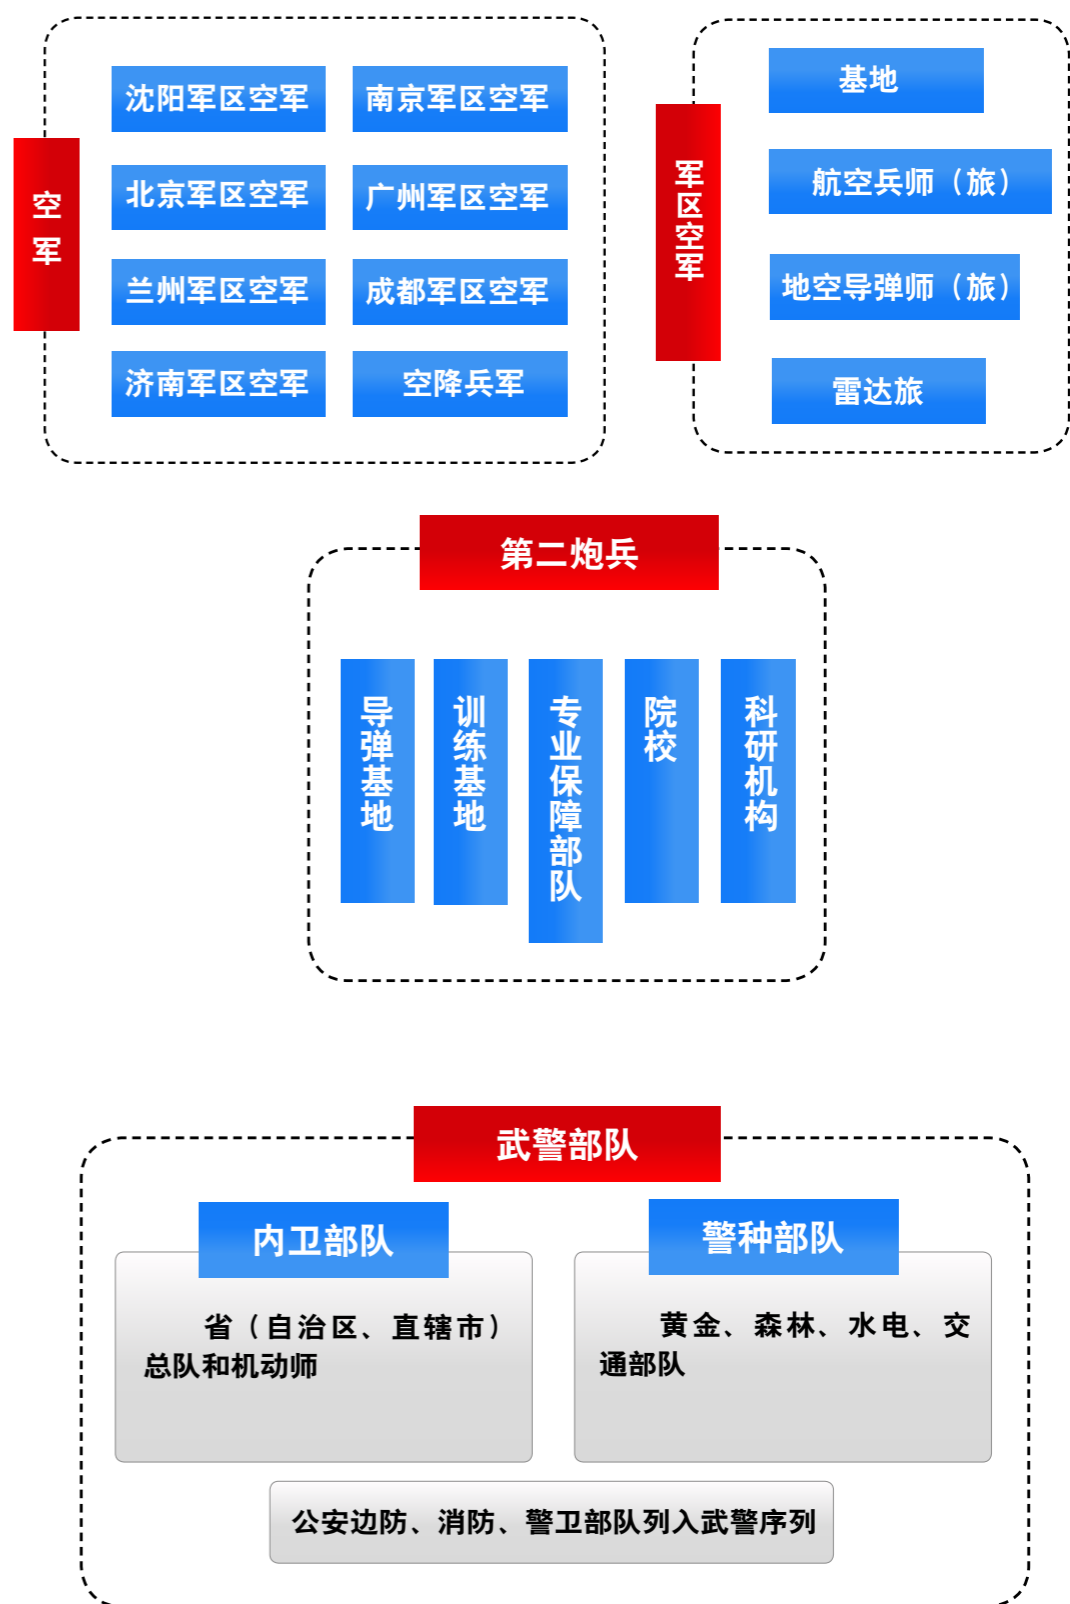 空军
沈阳军区空军
南京军区空军
北京军区空军
广州军区空军
兰州军区空军
成都军区空军
济南军区空军
空降兵军
军区空军
基地
航空兵师（旅）
地空导弹师（旅）
雷达旅
第二炮兵
导弹基地
训练基地
专业保障部队
院校
科研机构
武警部队
内卫部队
省（自治区、直辖市）
总队和机动师
警种部队
黄金、森林、水电、交
通部队
公安边防、消防、警卫部队列入武警序列